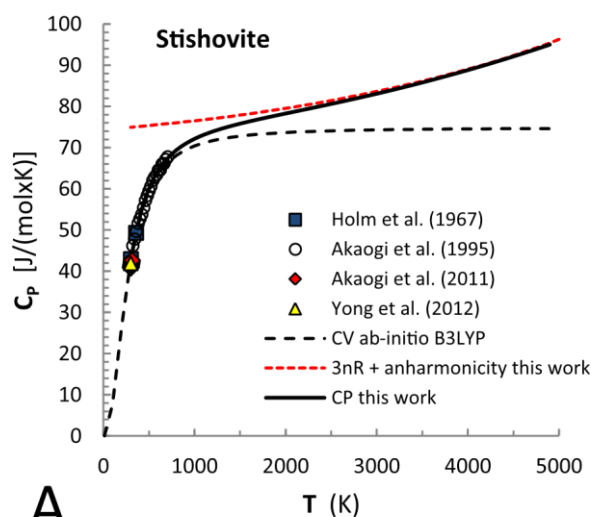 Stishovite
C_P [J/(molxK)]
100
90
80
70
60
50
40
30
20
10
0
Holm et al. (1967)
Akaogi et al. (1995)
Akaogi et al. (2011)
Yong et al. (2012)
CV ab-initio B3LYP
3nR + anharmonicity this work
CP this work
0 1000 2000 3000 4000 5000
T (K)
A